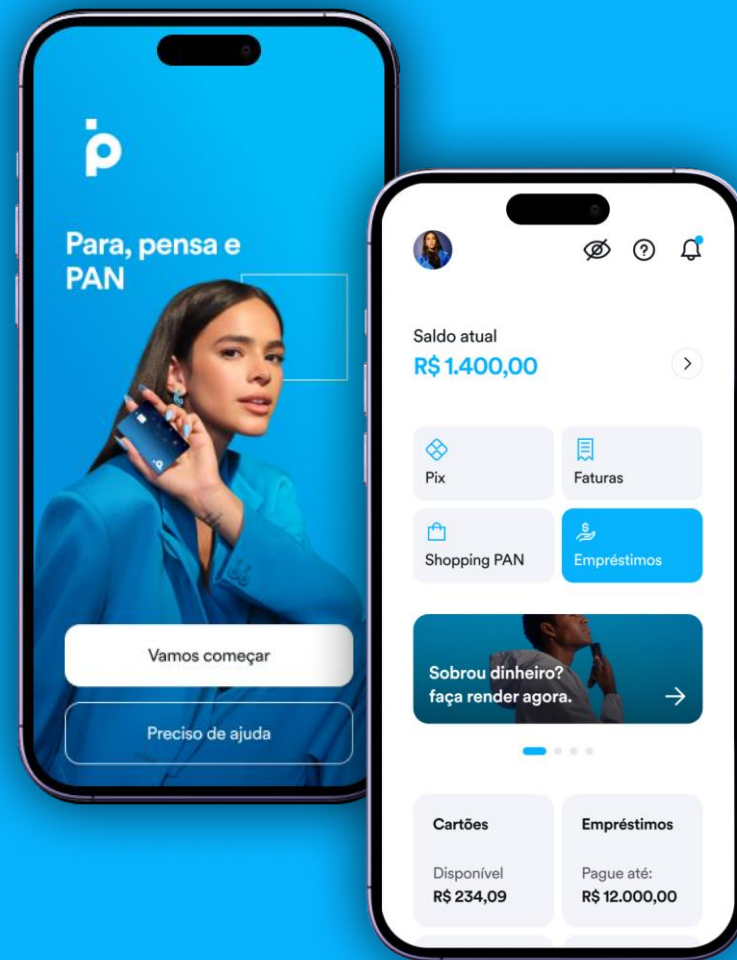 Para, pensa e
PAN
Vamos começar
Preciso de ajuda
Saldo atual
R$ 1.400,00
Pix
Faturas
Shopping PAN
Empréstimos
Sobrou dinheiro?
faça render agora.
Cartões
Disponível
R$ 234,09
Empréstimos
Pague até:
R$ 12.000,00